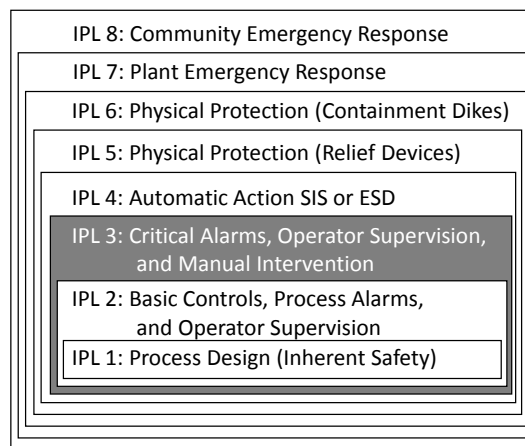 IPL 8: Community Emergency Response
IPL 7: Plant Emergency Response
IPL 6: Physical Protection (Containment Dikes)
IPL 5: Physical Protection (Relief Devices)
IPL 4: Automatic Action SIS or ESD
IPL 3: Critical Alarms, Operator Supervision,
and Manual Intervention
IPL 2: Basic Controls, Process Alarms,
and Operator Supervision
IPL 1: Process Design (Inherent Safety)